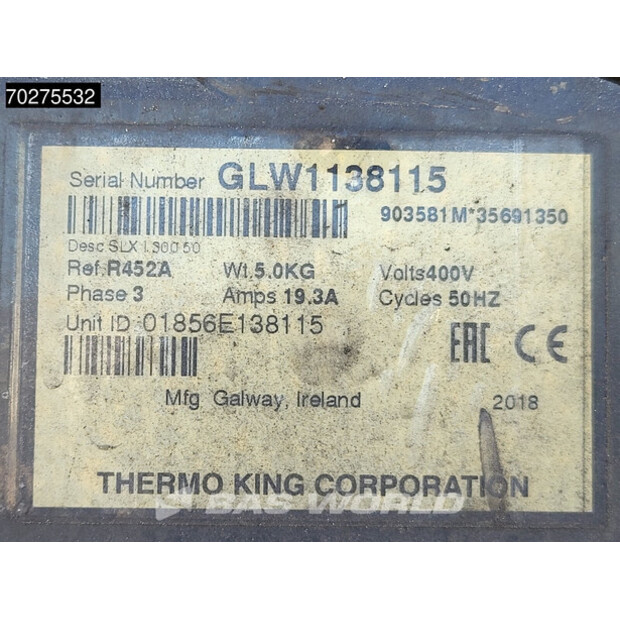 70275532
Serial Number GLW1138115
903581M*35691350
Desc SLX I 300 50
Ref.R452A Wt.5.0KG Volts400V
Phase 3 Amps 19.3A Cycles 50HZ
Unit ID 01856E138115
EAC CE
Mfg Galway, Ireland 2018
THERMO KING CORPORATION
BAS WORLD